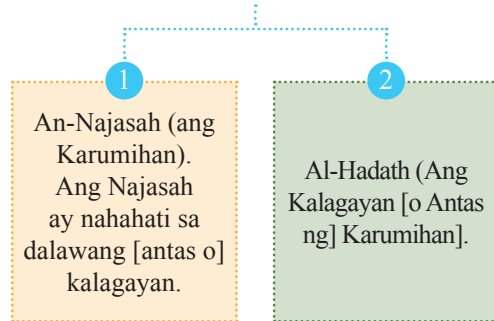 1
An-Najasah (ang
Karumihan).
Ang Najasah
ay nahahati sa
dalawang [antas o]
kalagayan.
2
Al-Hadath (Ang
Kalagayan [o Antas
ng] Karumihan].